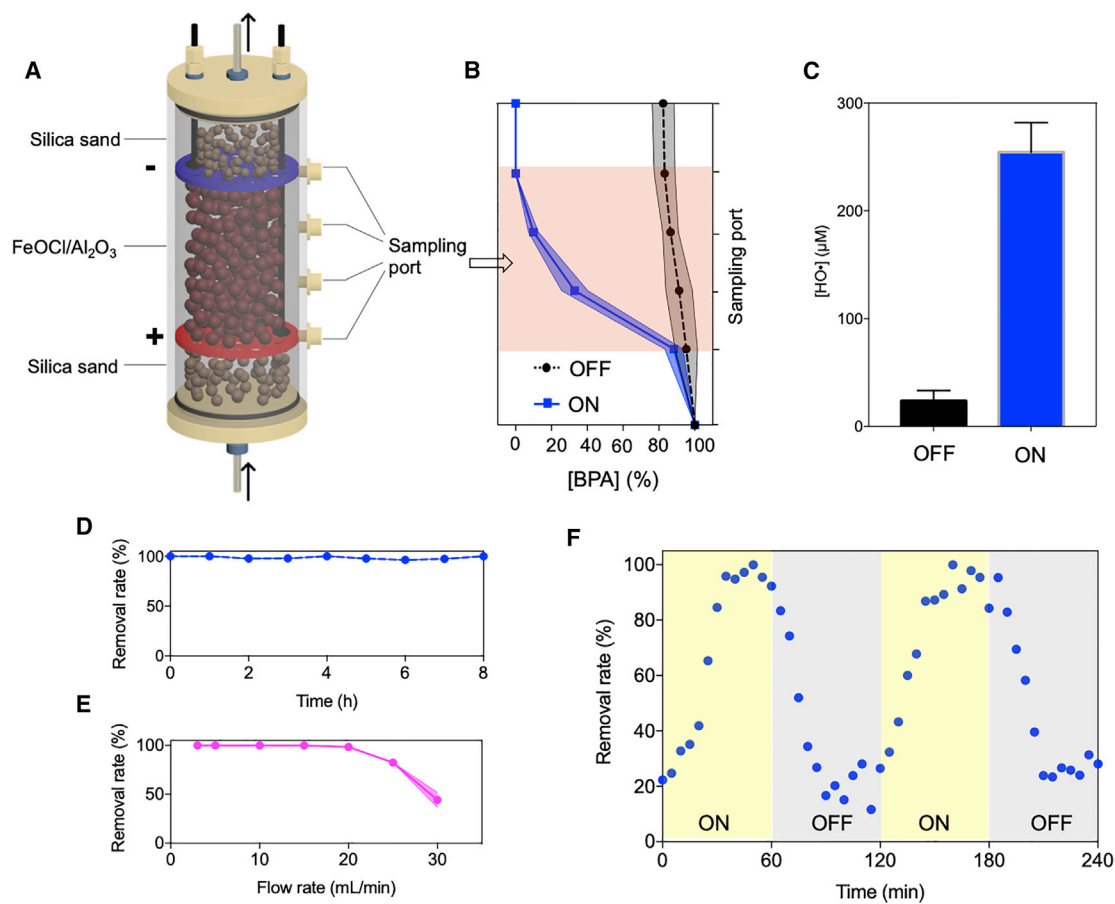 A
Silica sand
-
FeOCl/Al₂O₃
+
Silica sand
Sampling
port
B
Sampling port
OFF
ON
0 20 40 60 80 100
[BPA] (%)
C
[HO•] (µM)
300
200
100
0
OFF
ON
D
Removal rate (%)
100
50
0
0 2 4 6 8
Time (h)
E
Removal rate (%)
100
50
0
0 10 20 30
Flow rate (mL/min)
F
Removal rate (%)
100
80
60
40
20
0
ON OFF ON OFF
0 60 120 180 240
Time (min)